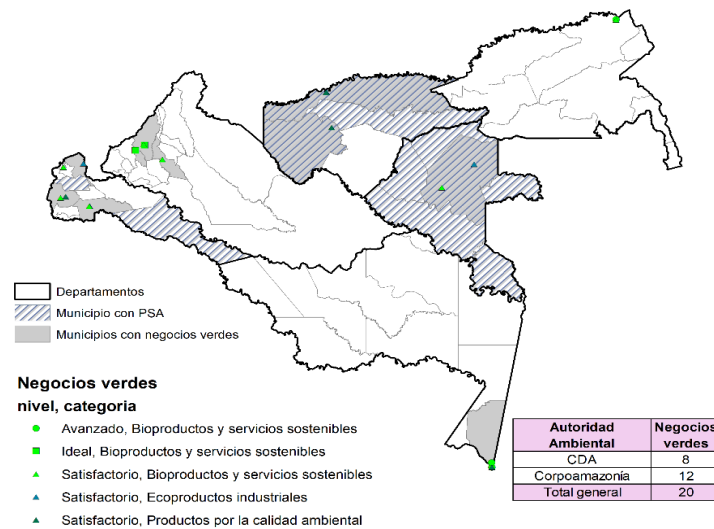 Departamentos
Municipio con PSA
Municipios con negocios verdes
Negocios verdes
nivel, categoria
Avanzado, Bioproductos y servicios sostenibles
Ideal, Bioproductos y servicios sostenibles
Satisfactorio, Bioproductos y servicios sostenibles
Satisfactorio, Ecoproductos industriales
Satisfactorio, Productos por la calidad ambiental
Autoridad Negocios
Ambiental verdes
CDA 8
Corpoamazonía 12
Total general 20